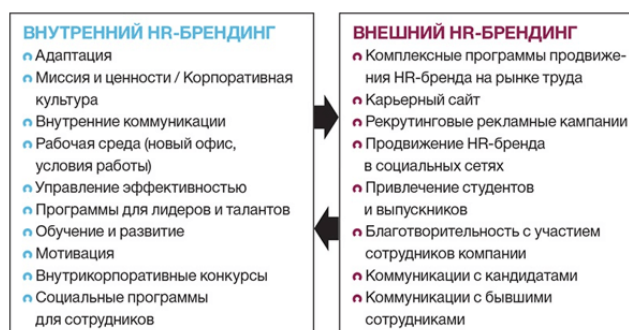 ВНУТРЕННИЙ HR-БРЕНДИНГ
Адаптация
Миссия и ценности / Корпоративная
культура
Внутренние коммуникации
Рабочая среда (новый офис,
условия работы)
Управление эффективностью
Программы для лидеров и талантов
Обучение и развитие
Мотивация
Внутрикорпоративные конкурсы
Социальные программы
для сотрудников
ВНЕШНИЙ HR-БРЕНДИНГ
Комплексные программы продвиже-
ния HR-бренда на рынке труда
Карьерный сайт
Рекрутинговые рекламные кампании
Продвижение HR-бренда
в социальных сетях
Привлечение студентов
и выпускников
Благотворительность с участием
сотрудников компании
Коммуникации с кандидатами
Коммуникации с бывшими
сотрудниками